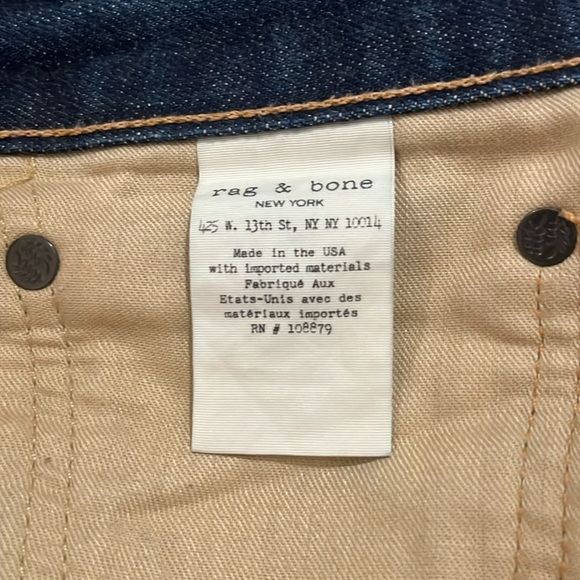 rag & bone
NEW YORK
425 W. 13th St, NY NY 10014
Made in the USA
with imported materials
Fabriqué Aux
Etats-Unis avec des
matériaux importés
RN # 108879